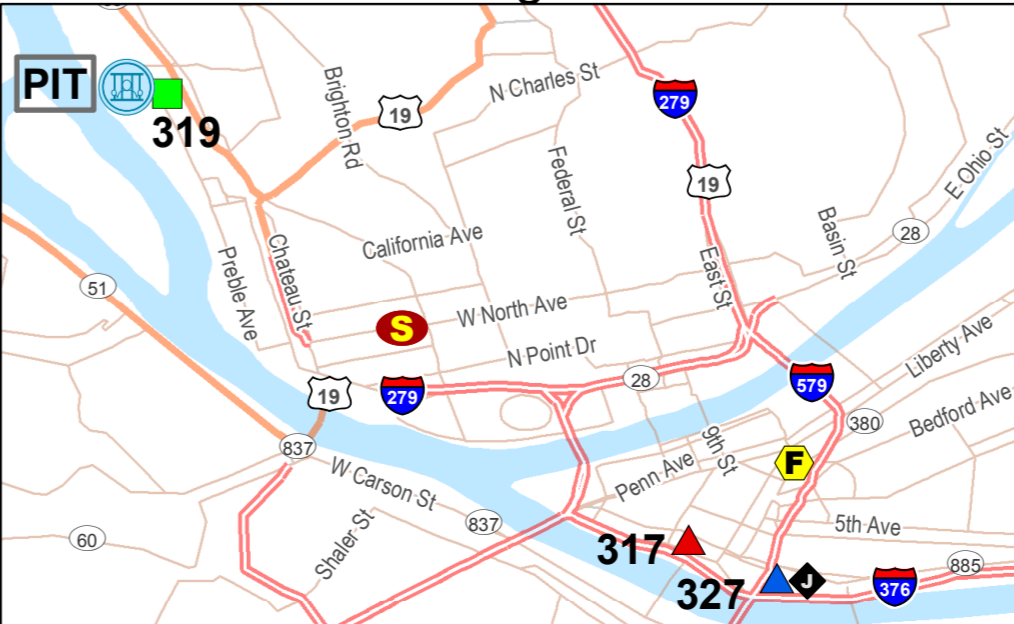 PIT
319
19
N Charles St
279
Brighton Rd
Federal St
19
E Ohio St
28
Basin St
California Ave
East St
Preble Ave
Chateau St
51
W North Ave
S
N Point Dr
28
Liberty Ave
579
19
279
Bedford Ave
380
837
9th St
F
W Carson St
Penn Ave
837
5th Ave
60
Shaler St
317
327
J
376
885